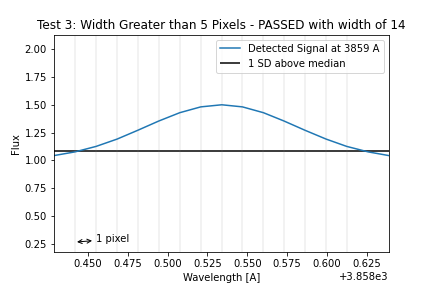 Test 3: Width Greater than 5 Pixels - PASSED with width of 14
Detected Signal at 3859 A
1 SD above median
2.00
1.75
1.50
1.25
1.00
0.75
0.50
0.25
Flux
1 pixel
0.450 0.475 0.500 0.525 0.550 0.575 0.600 0.625
Wavelength [A]
+3.858e3